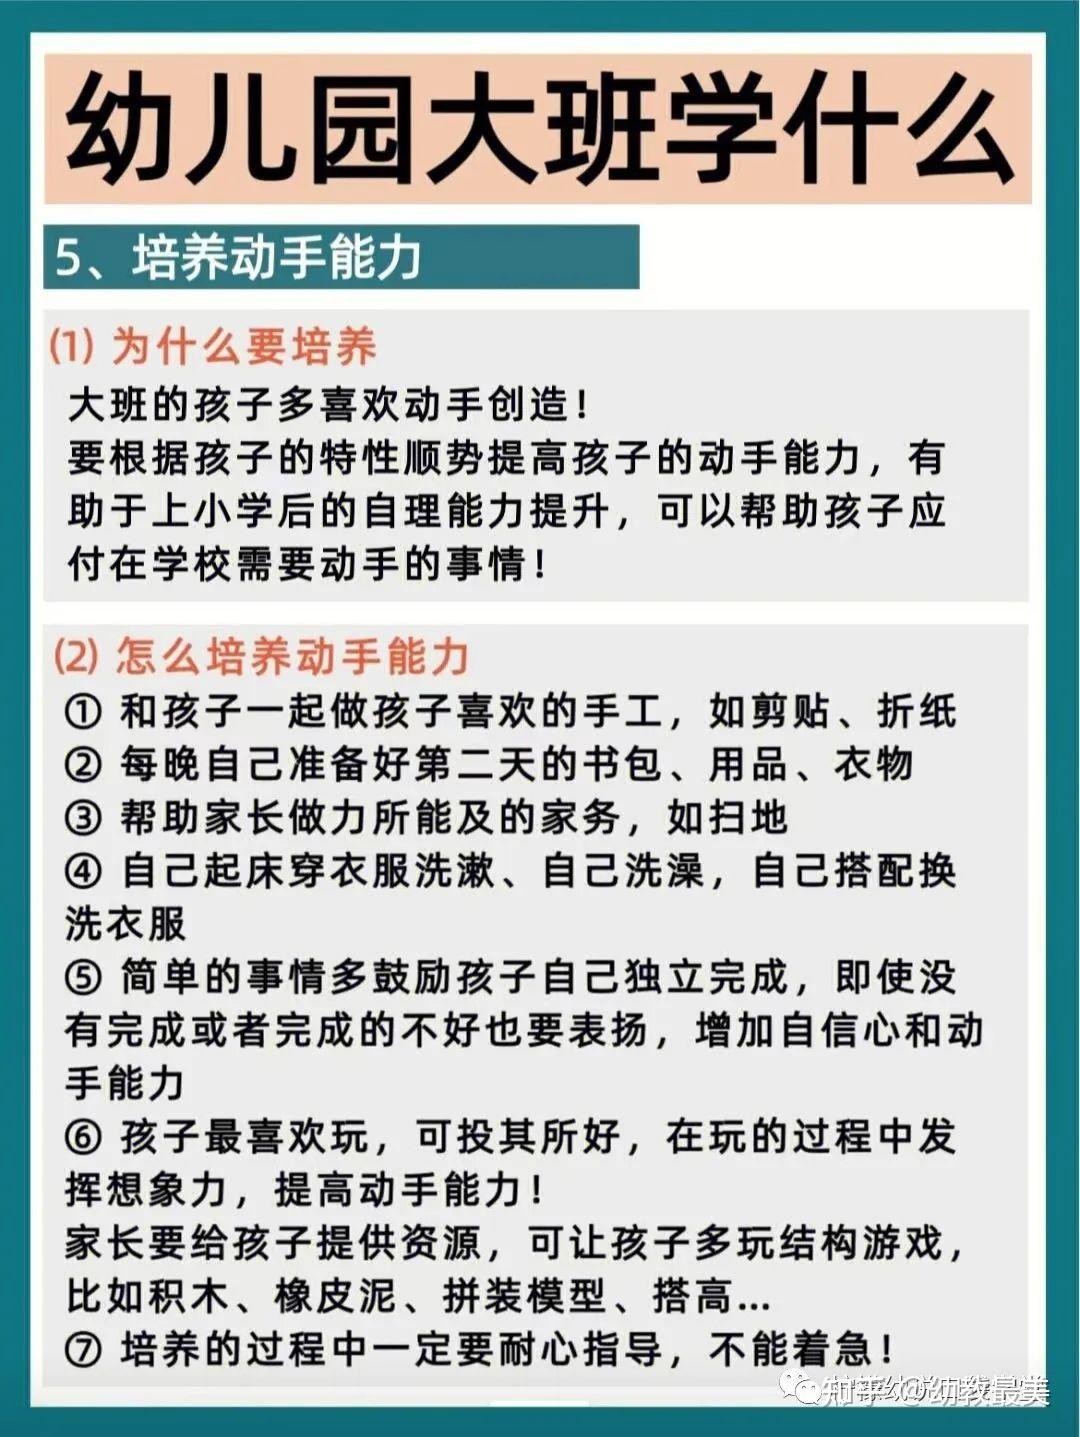 幼儿园大班学什么
5、培养动手能力
(1) 为什么要培养
大班的孩子多喜欢动手创造！
要根据孩子的特性顺势提高孩子的动手能力，有
助于上小学后的自理能力提升，可以帮助孩子应
付在学校需要动手的事情！
(2) 怎么培养动手能力
① 和孩子一起做孩子喜欢的手工，如剪贴、折纸
② 每晚自己准备好第二天的书包、用品、衣物
③ 帮助家长做力所能及的家务，如扫地
④ 自己起床穿衣服洗漱、自己洗澡，自己搭配换
洗衣服
⑤ 简单的事情多鼓励孩子自己独立完成，即使没
有完成或者完成的不好也要表扬，增加自信心和动
手能力
⑥ 孩子最喜欢玩，可投其所好，在玩的过程中发
挥想象力，提高动手能力！
家长要给孩子提供资源，可让孩子多玩结构游戏，
比如积木、橡皮泥、拼装模型、搭高...
⑦ 培养的过程中一定要耐心指导，不能着急！
知乎 @幼教最美